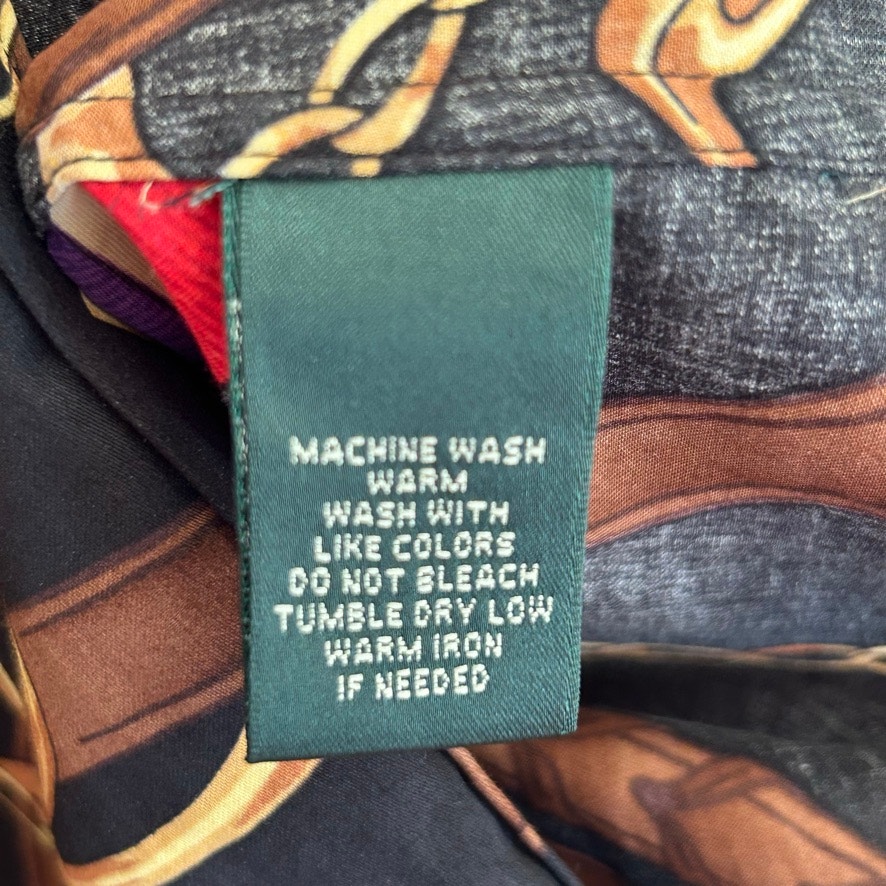 MACHINE WASH
WARM
WASH WITH
LIKE COLORS
DO NOT BLEACH
TUMBLE DRY LOW
WARM IRON
IF NEEDED